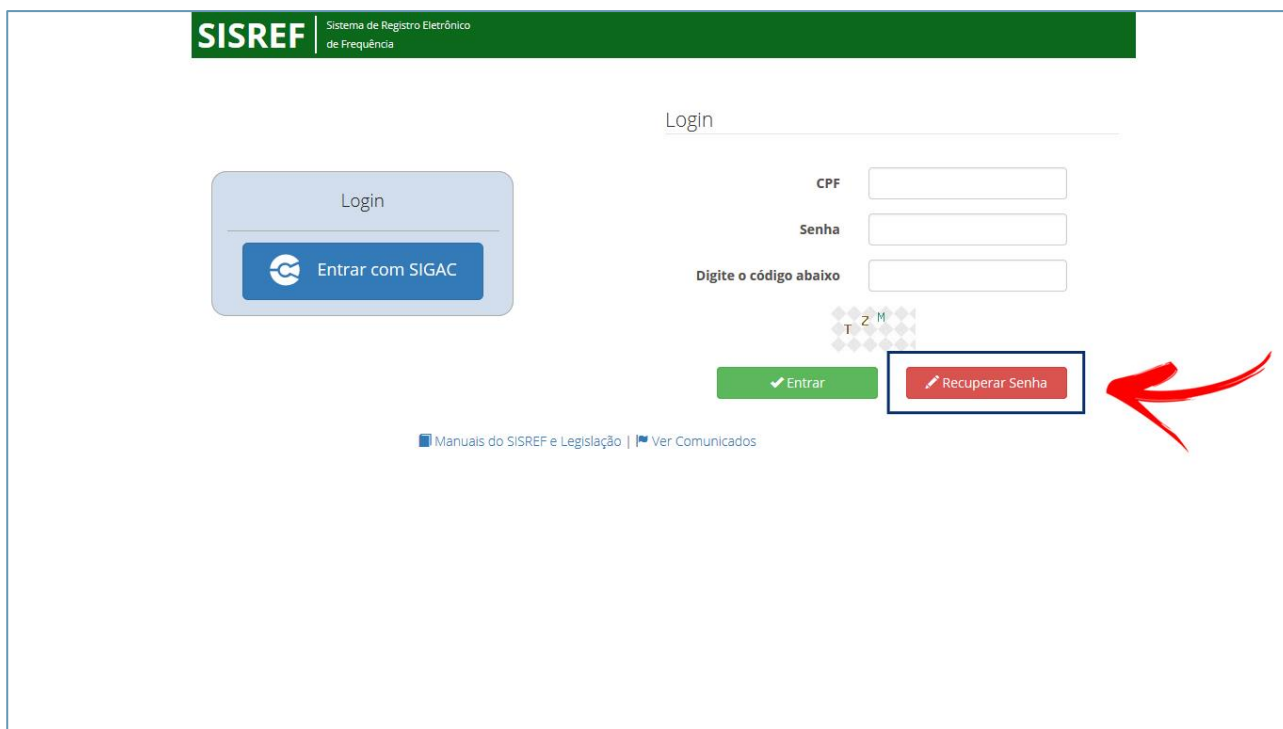 SISREF
Sistema de Registro Eletrônico
de Frequência
Login
Entrar com SIGAC
Login
CPF
Senha
Digite o código abaixo
T Z M
Entrar
Recuperar Senha
Manuais do SISREF e Legislação | Ver Comunicados